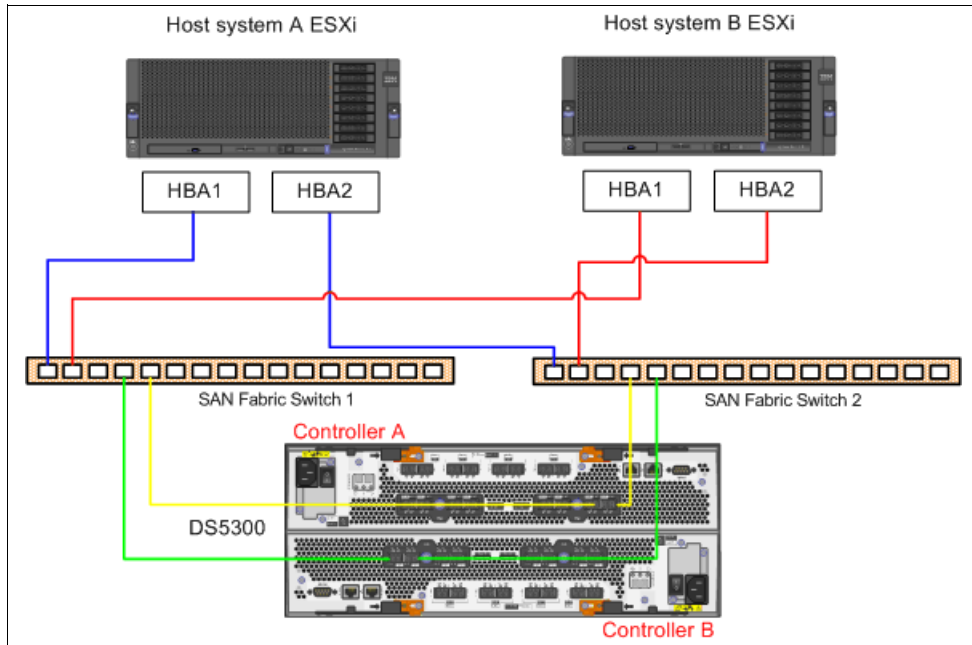 Host system A ESXi
Host system B ESXi
HBA1
HBA2
HBA1
HBA2
SAN Fabric Switch 1
SAN Fabric Switch 2
Controller A
DS5300
Controller B